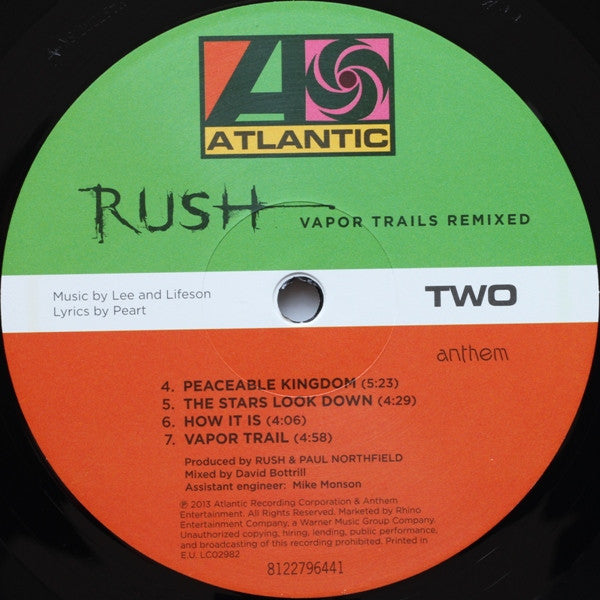 ATLANTIC
RUSH
VAPOR TRAILS REMIXED
Music by Lee and Lifeson
Lyrics by Peart
TWO
anthem
4. PEACEABLE KINGDOM (5:23)
5. THE STARS LOOK DOWN (4:29)
6. HOW IT IS (4:06)
7. VAPOR TRAIL (4:58)
Produced by RUSH & PAUL NORTHFIELD
Mixed by David Bottrill
Assistant engineer: Mike Monson
℗ 2013 Atlantic Recording Corporation & Anthem
Entertainment. All Rights Reserved. Marketed by Rhino
Entertainment Company, a Warner Music Group Company.
Unauthorized copying, hiring, lending, public performance,
and broadcasting of this recording prohibited. Printed in
E.U. LC02982
8122796441